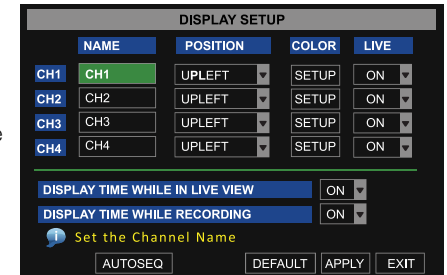 DISPLAY SETUP
NAME POSITION COLOR LIVE
CH1 CH1 UPLEFT SETUP ON
CH2 CH2 UPLEFT SETUP ON
CH3 CH3 UPLEFT SETUP ON
CH4 CH4 UPLEFT SETUP ON
e
DISPLAY TIME WHILE IN LIVE VIEW ON
DISPLAY TIME WHILE RECORDING ON
Set the Channel Name
AUTOSEQ DEFAULT APPLY EXIT